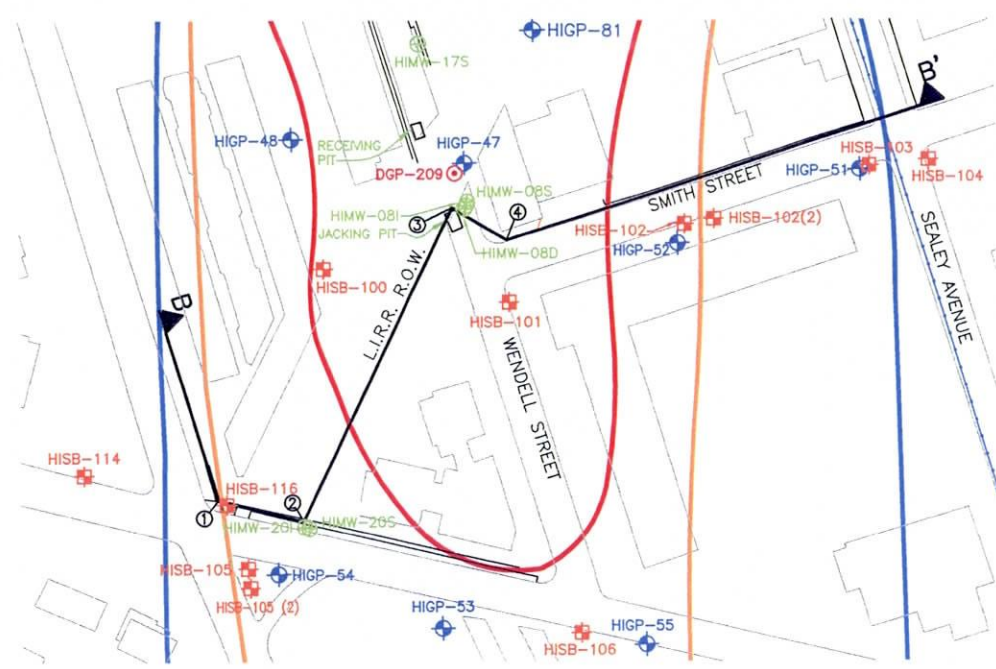 HIGP-81
HIMW-17S
HIGP-48
RECEIVING
PIT
HIGP-47
DGP-209
HIMW-08S
HIMW-08I
JACKING PIT
③
④
HIMW-08D
SMITH STREET
B'
HIGP-51
HISB-103
HISB-104
HISB-102
HISB-102(2)
HIGP-52
SEALEY AVENUE
HISB-100
HISB-101
L.I.R.R. R.O.W.
WENDELL STREET
B
HISB-114
HISB-116
①
②
HIMW-20I
HIMW-20S
HISB-105
HIGP-54
HISB-105 (2)
HIGP-53
HIGP-55
HISB-106